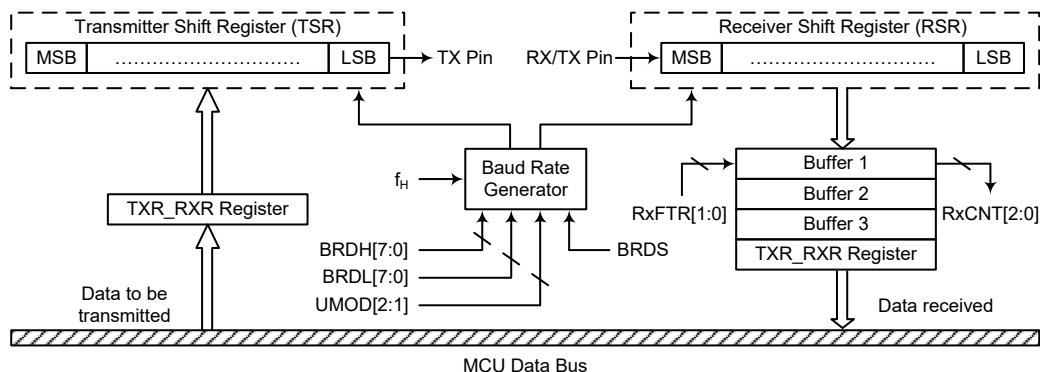 Transmitter Shift Register (TSR)
MSB ………………………… LSB
TX Pin
RX/TX Pin
Receiver Shift Register (RSR)
MSB ………………………… LSB
fH
Baud Rate
Generator
BRDH[7:0]
BRDL[7:0]
UMOD[2:1]
BRDS
TXR_RXR Register
Data to be
transmitted
RxFTR[1:0]
Buffer 1
Buffer 2
Buffer 3
TXR_RXR Register
RxCNT[2:0]
Data received
MCU Data Bus